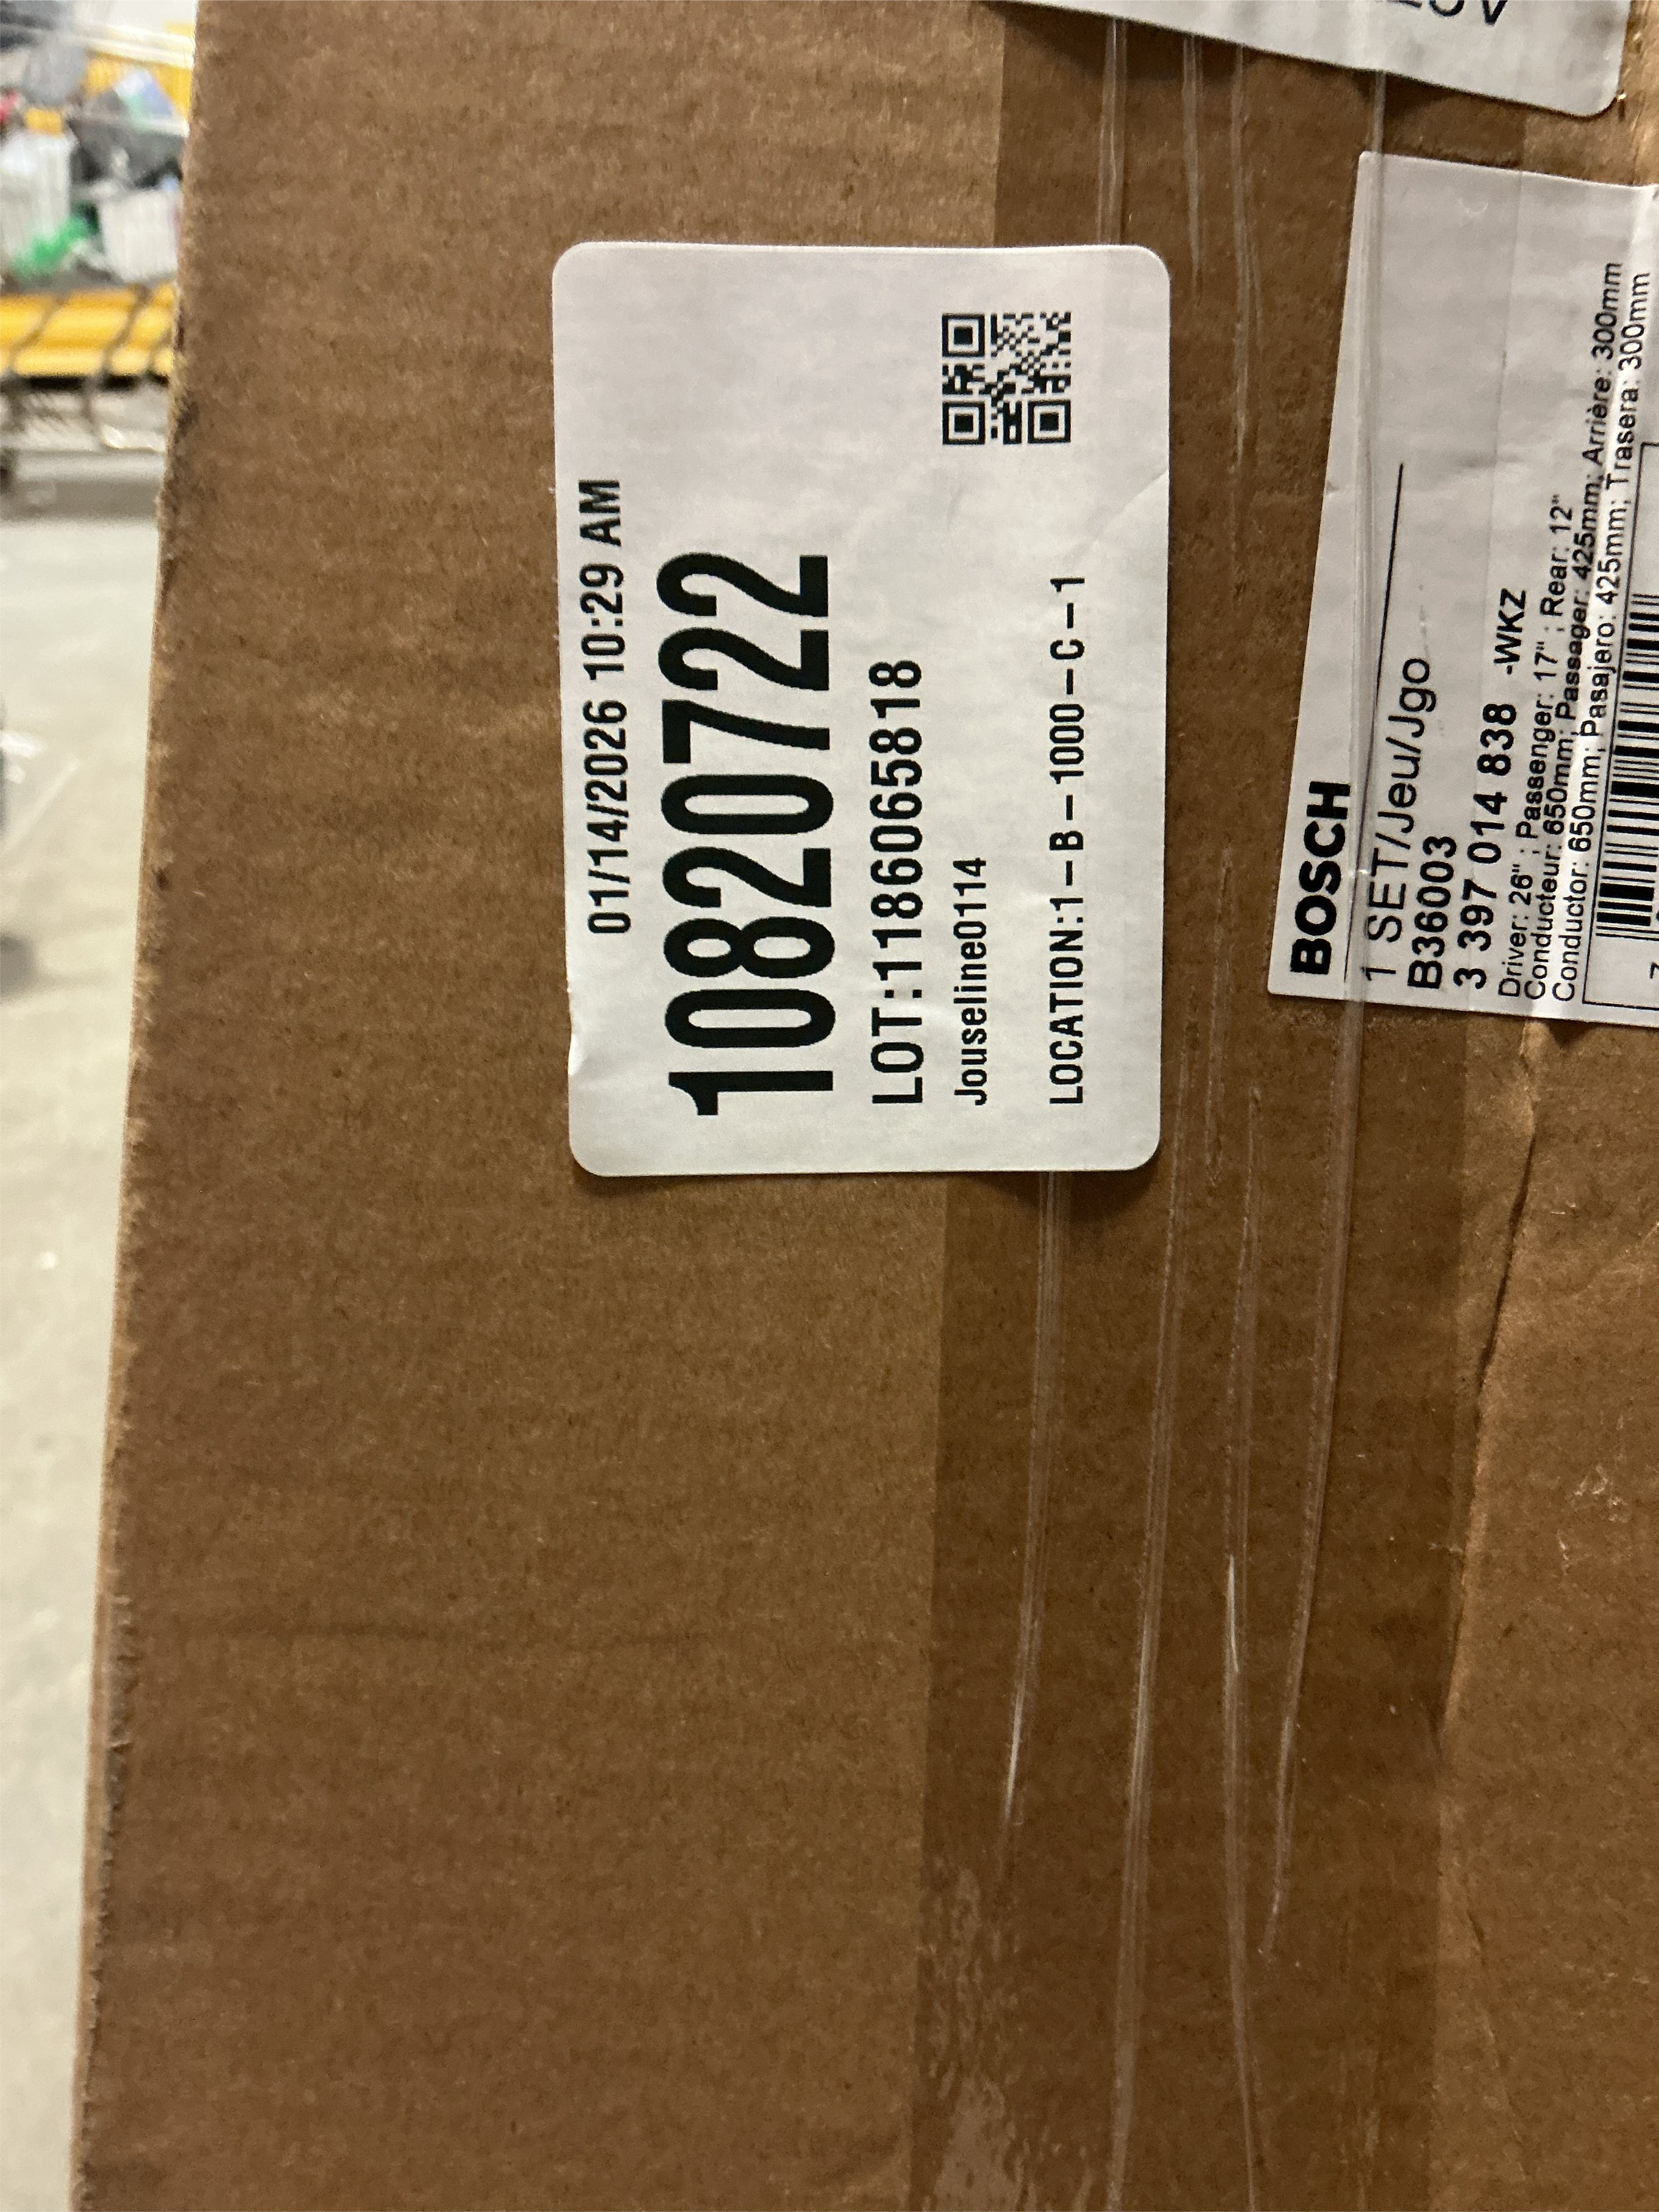 01/14/2026 10:29 AM
10820722
LOT:1186065818
Jouseline0114
LOCATION:1-B-1000-C-1
BOSCH
1 SET/Jeu/Jgo
B36003
3 397 014 838 -WKZ
Driver: 26" ; Passenger: 17" ; Rear: 12"
Conducteur: 650mm; Passager: 425mm; Arrière: 300mm
Conductor: 650mm; Pasajero: 425mm; Trasera: 300mm